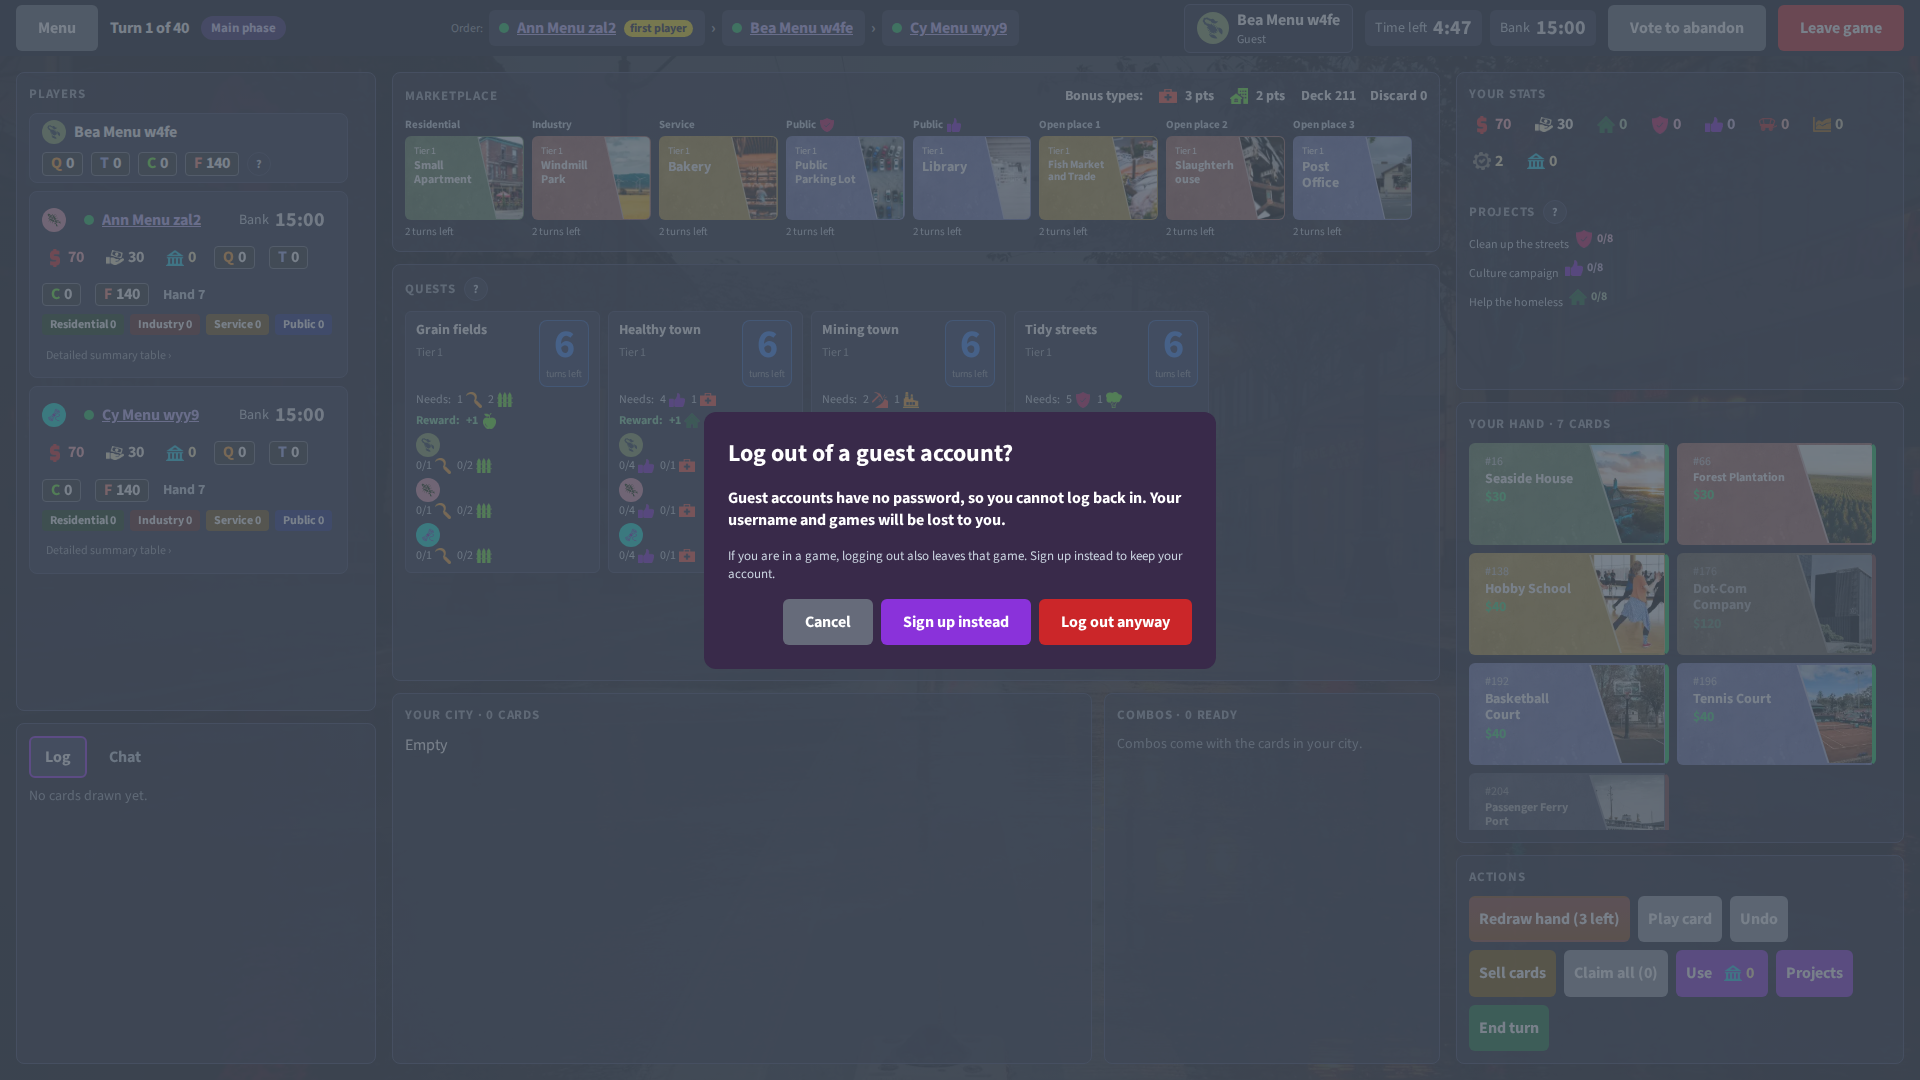 Menu
Turn 1 of 40
Main phase
Order:
Ann Menu zal2 first player
› Bea Menu w4fe
› Cy Menu wyy9
Bea Menu w4fe
Guest
Time left 4:47
Bank 15:00
Vote to abandon
Leave game
PLAYERS
Bea Menu w4fe
Q 0 T 0 C 0 F 140 ?
Ann Menu zal2 Bank 15:00
70 30 0 Q 0 T 0
C 0 F 140 Hand 7
Residential 0 Industry 0 Service 0 Public 0
Detailed summary table ›
Cy Menu wyy9 Bank 15:00
70 30 0 Q 0 T 0
C 0 F 140 Hand 7
Residential 0 Industry 0 Service 0 Public 0
Detailed summary table ›
Log Chat
No cards drawn yet.
MARKETPLACE
Bonus types: 3 pts 2 pts Deck 211 Discard 0
Residential
Tier 1
Small
Apartment
2 turns left
Industry
Tier 1
Windmill
Park
2 turns left
Service
Tier 1
Bakery
2 turns left
Public
Tier 1
Public
Parking Lot
2 turns left
Public
Tier 1
Library
2 turns left
Open place 1
Tier 1
Fish Market
and Trade
2 turns left
Open place 2
Tier 1
Slaughterh
ouse
2 turns left
Open place 3
Tier 1
Post
Office
2 turns left
QUESTS ?
Grain fields
Tier 1
6
turns left
Needs: 1 2
Reward: +1
0/1 0/2
0/1 0/2
0/1 0/2
Healthy town
Tier 1
6
turns left
Needs: 4 1
Reward: +1
0/4 0/1
0/4 0/1
0/4 0/1
Mining town
Tier 1
6
turns left
Needs: 2 1
Tidy streets
Tier 1
6
turns left
Needs: 5 1
Log out of a guest account?
Guest accounts have no password, so you cannot log back in. Your
username and games will be lost to you.
If you are in a game, logging out also leaves that game. Sign up instead to keep your
account.
Cancel
Sign up instead
Log out anyway
YOUR CITY · 0 CARDS
Empty
COMBOS · 0 READY
Combos come with the cards in your city.
YOUR STATS
70 30 0 0 0 0 0
2 0
PROJECTS ?
Clean up the streets 0/8
Culture campaign 0/8
Help the homeless 0/8
YOUR HAND · 7 CARDS
#16
Seaside House
$30
#66
Forest Plantation
$30
#138
Hobby School
$60
#176
Dot-Com
Company
$120
#192
Basketball
Court
$40
#196
Tennis Court
$40
#204
Passenger Ferry
Port
ACTIONS
Redraw hand (3 left)
Play card
Undo
Sell cards
Claim all (0)
Use 0
Projects
End turn